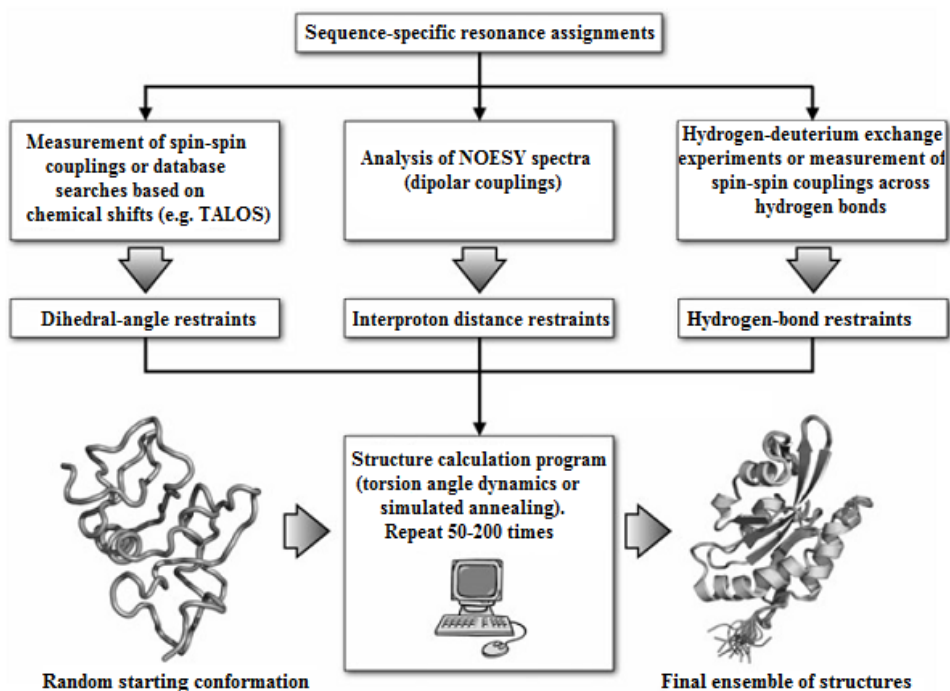 Sequence-specific resonance assignments
Measurement of spin-spin
couplings or database
searches based on
chemical shifts (e.g. TALOS)
Analysis of NOESY spectra
(dipolar couplings)
Hydrogen-deuterium exchange
experiments or measurement of
spin-spin couplings across
hydrogen bonds
Dihedral-angle restraints
Interproton distance restraints
Hydrogen-bond restraints
Structure calculation program
(torsion angle dynamics or
simulated annealing).
Repeat 50-200 times
Random starting conformation
Final ensemble of structures